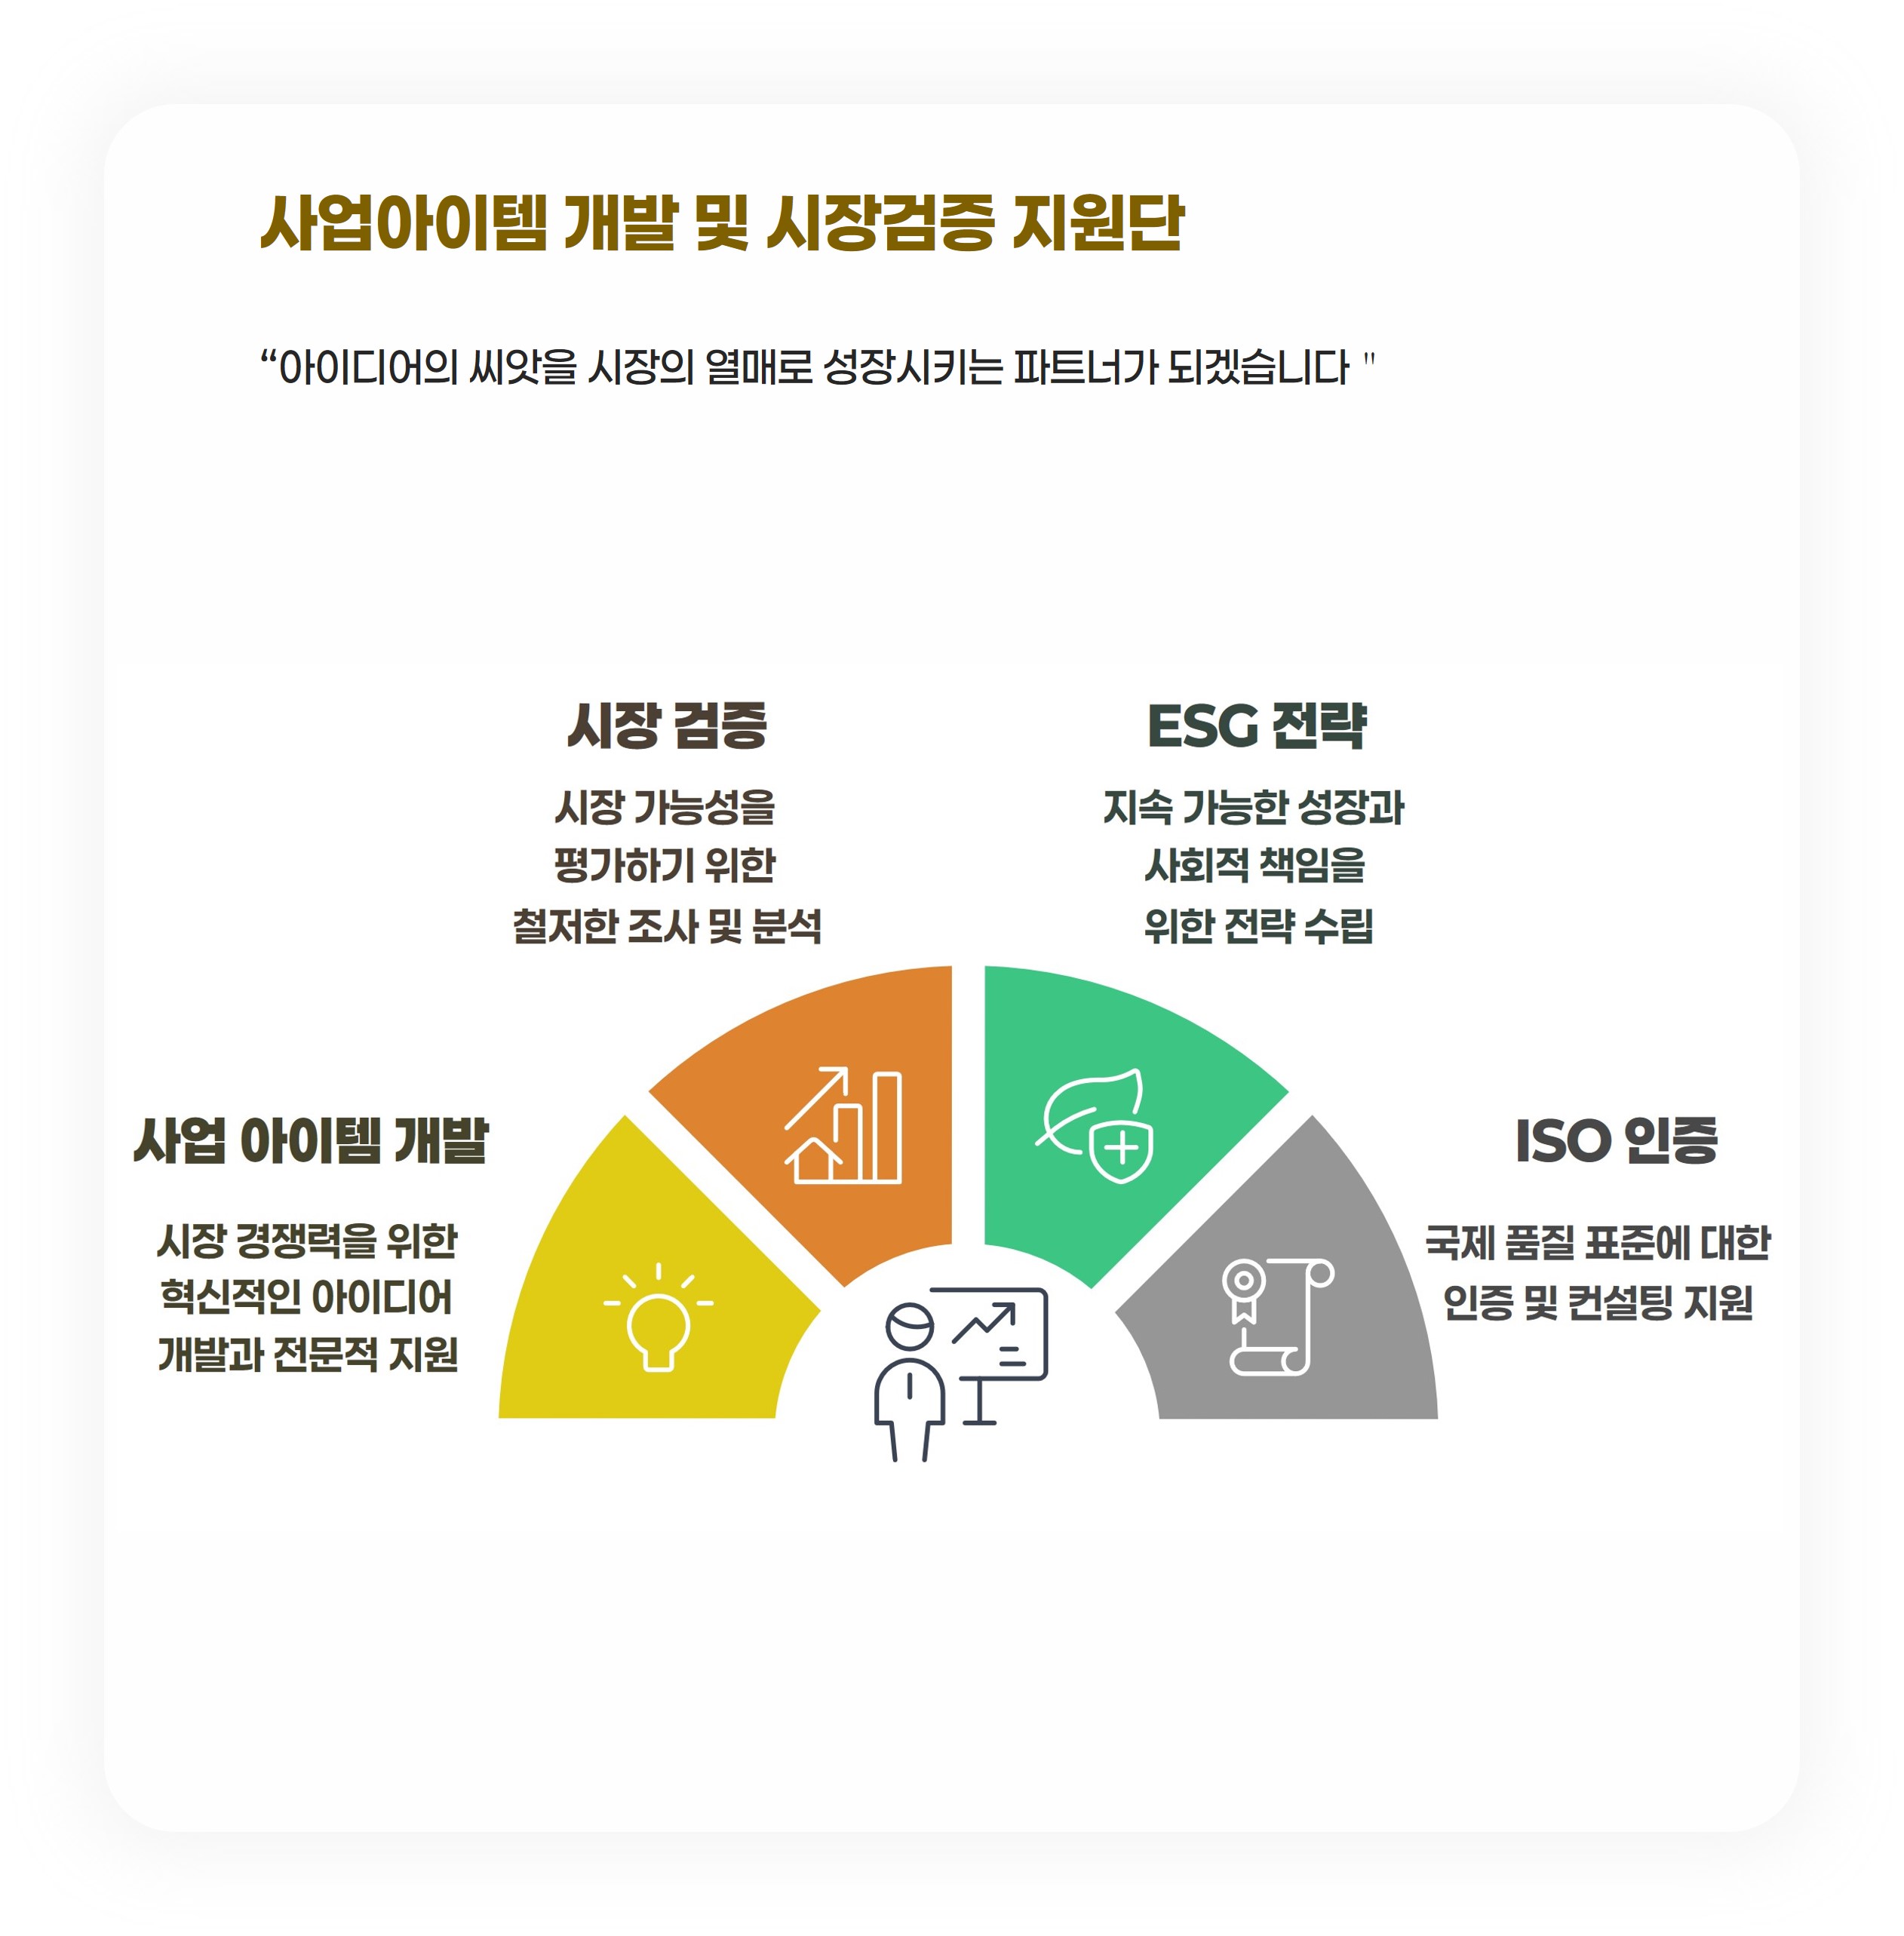 사업아이템 개발 및 시장검증 지원단
“아이디어의 씨앗을 시장의 열매로 성장시키는 파트너가 되겠습니다 "
시장 검증
시장 가능성을
평가하기 위한
철저한 조사 및 분석
ESG 전략
지속 가능한 성장과
사회적 책임을
위한 전략 수립
사업 아이템 개발
시장 경쟁력을 위한
혁신적인 아이디어
개발과 전문적 지원
ISO 인증
국제 품질 표준에 대한
인증 및 컨설팅 지원